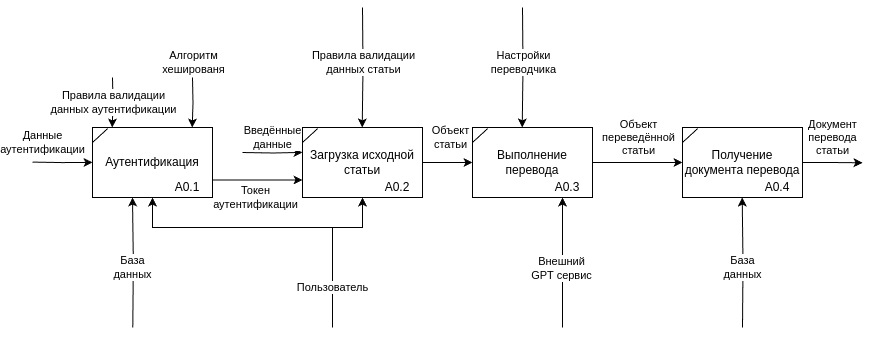 Алгоритм
хешированя
Правила валидации
данных статьи
Настройки
переводчика
Правила валидации
данных аутентификации
Данные
аутентификации
Введённые
данные
Объект
статьи
Объект
переведённой
статьи
Документ
перевода
статьи
Аутентификация
A0.1
Токен
аутентификации
Загрузка исходной
статьи
A0.2
Выполнение
перевода
A0.3
Получение
документа перевода
A0.4
База
данных
Пользователь
Внешний
GPT сервис
База
данных